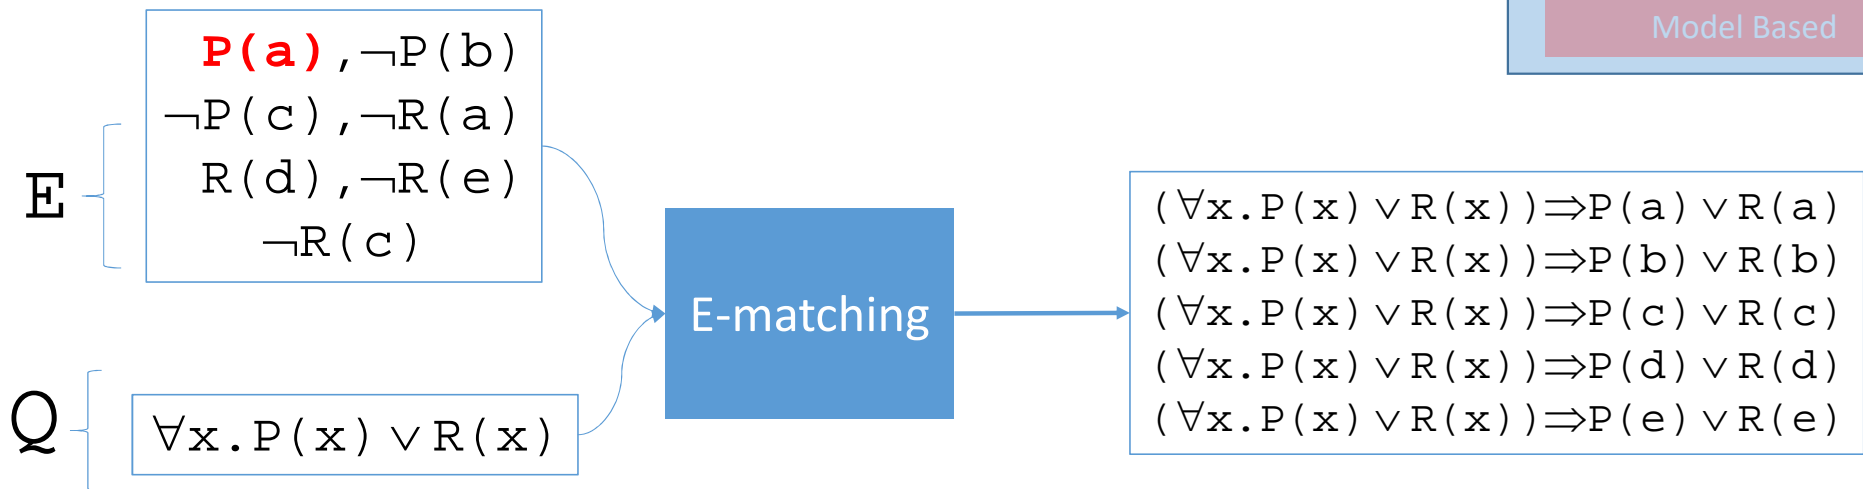 Model Based
P(a),¬P(b)
¬P(c),¬R(a)
R(d),¬R(e)
¬R(c)
E
E-matching
(∀x.P(x)∨R(x))⇒P(a)∨R(a)
(∀x.P(x)∨R(x))⇒P(b)∨R(b)
(∀x.P(x)∨R(x))⇒P(c)∨R(c)
(∀x.P(x)∨R(x))⇒P(d)∨R(d)
(∀x.P(x)∨R(x))⇒P(e)∨R(e)
Q
∀x.P(x)∨R(x)